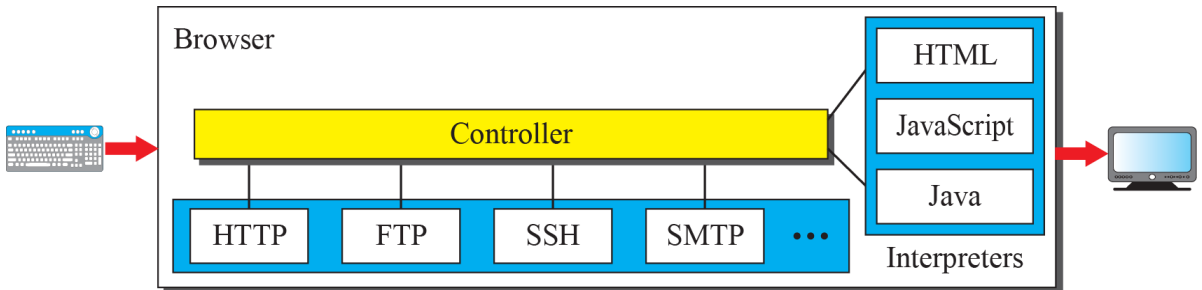 Browser
Controller
HTTP
FTP
SSH
SMTP
...
HTML
JavaScript
Java
Interpreters